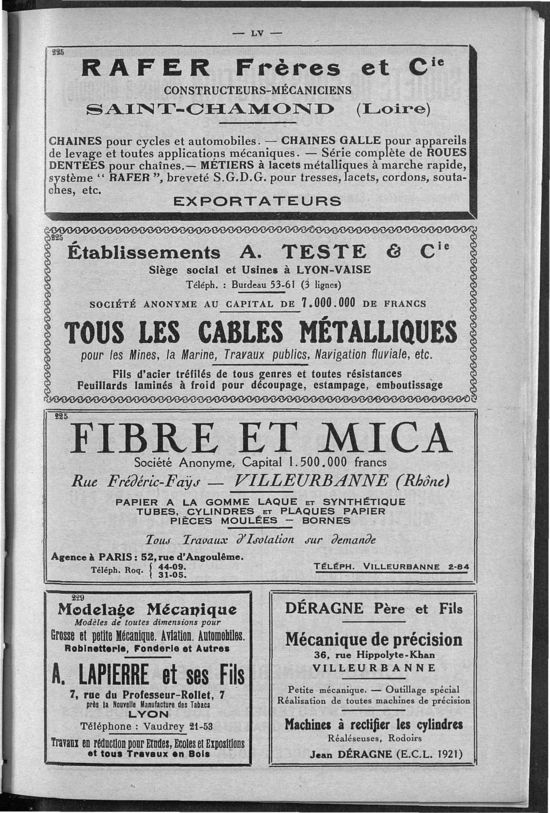 — LV —
225
RAFER Frères et Cie
CONSTRUCTEURS-MÉCANICIENS
SAINT-CHAMOND (Loire)
CHAINES pour cycles et automobiles. — CHAINES GALLE pour appareils
de levage et toutes applications mécaniques. — Série complète de ROUES
DENTÉES pour chaînes. — MÉTIERS à lacets métalliques à marche rapide,
système “ RAFER ”, breveté S.G.D.G. pour tresses, lacets, cordons, souta-
ches, etc.
EXPORTATEURS
225
Établissements A. TESTE & Cie
Siège social et Usines à LYON-VAISE
Téléph. : Burdeau 53-61 (3 lignes)
SOCIÉTÉ ANONYME AU CAPITAL DE 7.000.000 DE FRANCS
TOUS LES CABLES MÉTALLIQUES
pour les Mines, la Marine, Travaux publics, Navigation fluviale, etc.
Fils d'acier tréfilés de tous genres et toutes résistances
Feuillards laminés à froid pour découpage, estampage, emboutissage
225
FIBRE ET MICA
Société Anonyme, Capital 1.500.000 francs
Rue Frédéric-Faÿs — VILLEURBANNE (Rhône)
PAPIER A LA GOMME LAQUE ET SYNTHÉTIQUE
TUBES, CYLINDRES ET PLAQUES PAPIER
PIÈCES MOULÉES — BORNES
Tous Travaux d'Isolation sur demande
Agence à PARIS : 52, rue d'Angoulême.
Téléph. Roq. { 44-09.
31-05.
TÉLÉPH. VILLEURBANNE 2-84
229
Modelage Mécanique
Modèles de toutes dimensions pour
Grosse et petite Mécanique. Aviation. Automobiles.
Robinetterie, Fonderie et Autres
A. LAPIERRE et ses Fils
7, rue du Professeur-Rollet, 7
près la Nouvelle Manufacture des Tabacs
LYON
Téléphone : Vaudrey 21-53
Travaux en réduction pour Etudes, Ecoles et Expositions
et tous Travaux en Bois
DÉRAGNE Père et Fils
Mécanique de précision
36, rue Hippolyte-Khan
VILLEURBANNE
Petite mécanique. — Outillage spécial
Réalisation de toutes machines de précision
Machines à rectifier les cylindres
Réaléseuses, Rodoirs
Jean DÉRAGNE (E.C.L. 1921)